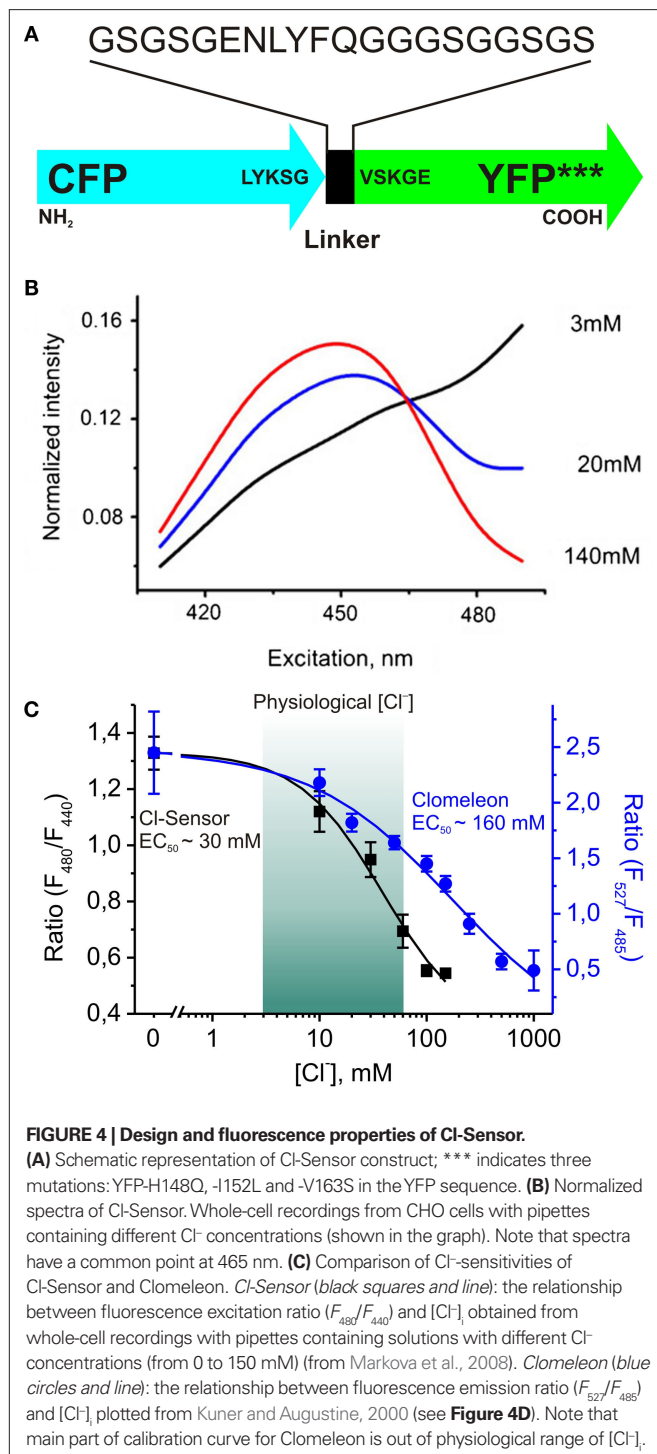 A
GSGSGENLYFQGGGSGGSGS
CFP
LYKSG
VSKGE
YFP***
NH₂
COOH
Linker
B
Normalized intensity
0.16
0.12
0.08
3mM
20mM
140mM
420
450
480
Excitation, nm
C
Physiological [Cl⁻]
Ratio (F₄₈₀/F₄₄₀)
1,4
1,2
1.0
0.8
0.6
0,4
Cl-Sensor
EC₅₀ ~ 30 mM
Clomeleon
EC₅₀ ~ 160 mM
2,5
2,0
1,5
1,0
0,5
Ratio (F₅₂₇/F₄₈₅)
0
1
10
100
1000
[Cl⁻], mM
FIGURE 4 | Design and fluorescence properties of Cl-Sensor.
(A) Schematic representation of Cl-Sensor construct; *** indicates three
mutations: YFP-H148Q, -I152L and -V163S in the YFP sequence. (B) Normalized
spectra of Cl-Sensor. Whole-cell recordings from CHO cells with pipettes
containing different Cl⁻ concentrations (shown in the graph). Note that spectra
have a common point at 465 nm. (C) Comparison of Cl⁻-sensitivities of
Cl-Sensor and Clomeleon. Cl-Sensor (black squares and line): the relationship
between fluorescence excitation ratio (F₄₈₀/F₄₄₀) and [Cl⁻]ᵢ obtained from
whole-cell recordings with pipettes containing solutions with different Cl⁻
concentrations (from 0 to 150 mM) (from Markova et al., 2008). Clomeleon (blue
circles and line): the relationship between fluorescence emission ratio (F₅₂₇/F₄₈₅)
and [Cl⁻]ᵢ plotted from Kuner and Augustine, 2000 (see Figure 4D). Note that
main part of calibration curve for Clomeleon is out of physiological range of [Cl⁻]ᵢ.